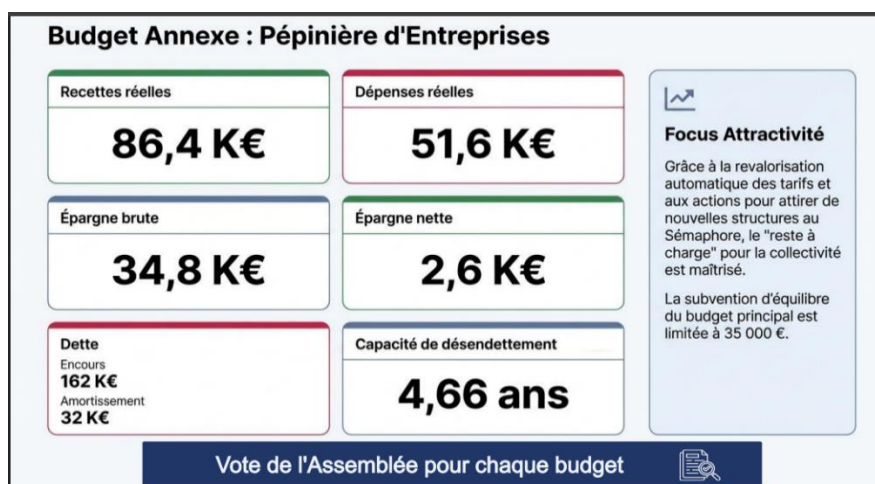 Budget Annexe : Pépinière d'Entreprises
Recettes réelles
86,4 K€
Dépenses réelles
51,6 K€
Épargne brute
34,8 K€
Épargne nette
2,6 K€
Dette
Encours
162 K€
Amortissement
32 K€
Capacité de désendettement
4,66 ans
Focus Attractivité
Grâce à la revalorisation
automatique des tarifs et
aux actions pour attirer de
nouvelles structures au
Sémaphore, le "reste à
charge" pour la collectivité
est maîtrisé.
La subvention d'équilibre
du budget principal est
limitée à 35 000 €.
Vote de l'Assemblée pour chaque budget